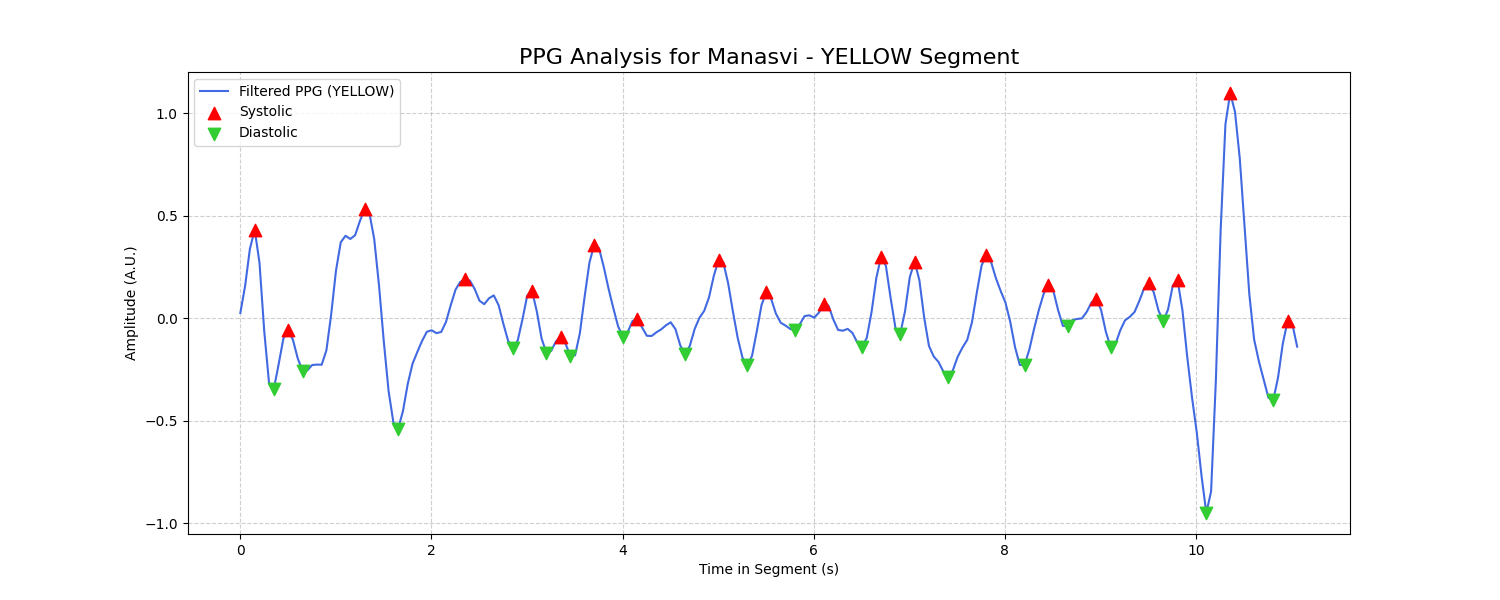 PPG Analysis for Manasvi - YELLOW Segment
Filtered PPG (YELLOW)
Systolic
Diastolic
Amplitude (A.U.)
1.0
0.5
0.0
−0.5
−1.0
0 2 4 6 8 10
Time in Segment (s)